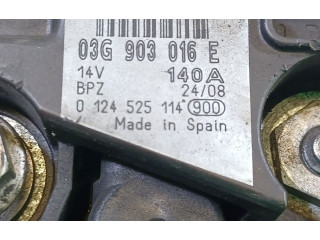 03G 903 016 E
14V 140A
BPZ 24/08
0 124 525 114 900
Made in Spain